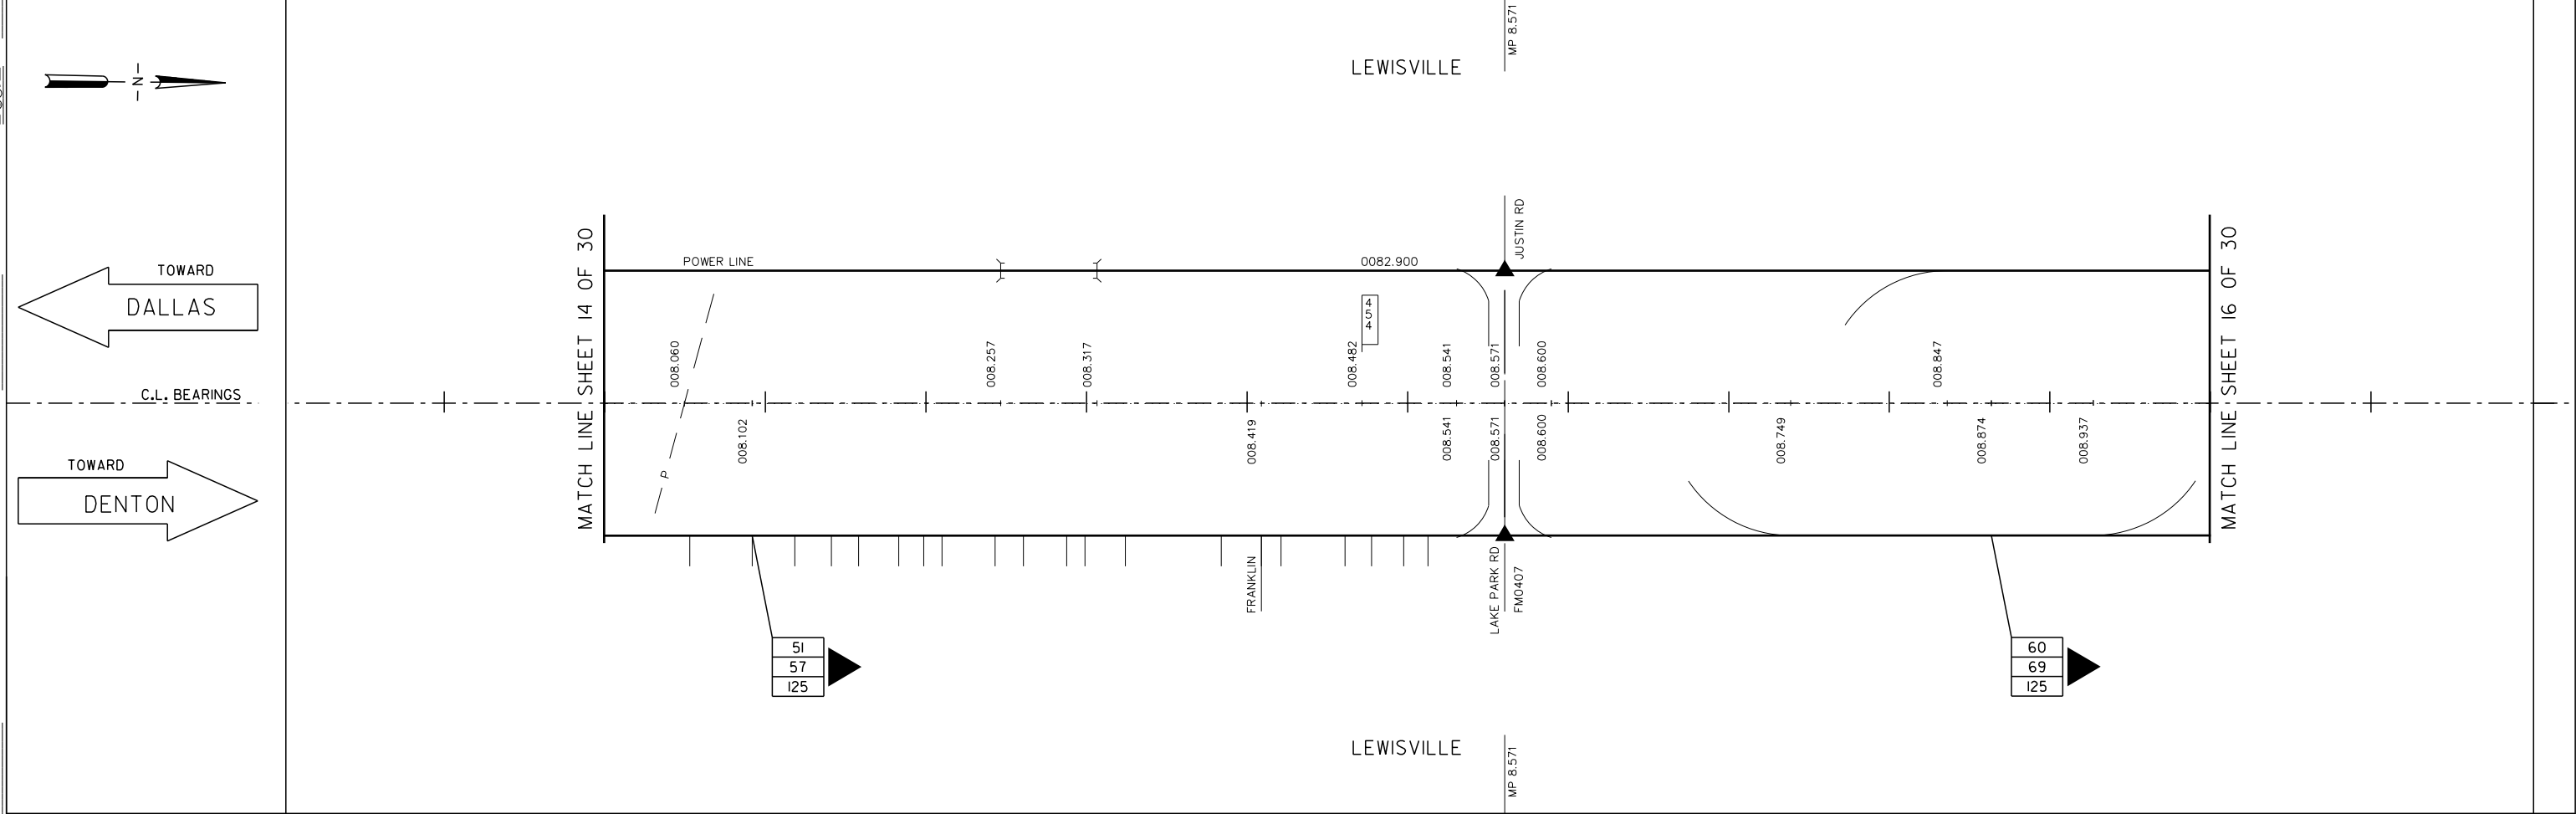 MP 8.571
LEWISVILLE
-N-
JUSTIN RD
MATCH LINE SHEET 14 OF 30
MATCH LINE SHEET 16 OF 30
POWER LINE
0082.900
TOWARD
DALLAS
454
008.060
008.257
008.317
008.482
008.541
008.571
008.600
008.847
C.L. BEARINGS
008.102
008.419
008.541
008.571
008.600
008.749
008.874
008.937
TOWARD
DENTON
P
FRANKLIN
LAKE PARK RD
FM0407
51
57
125
60
69
125
LEWISVILLE
MP 8.571